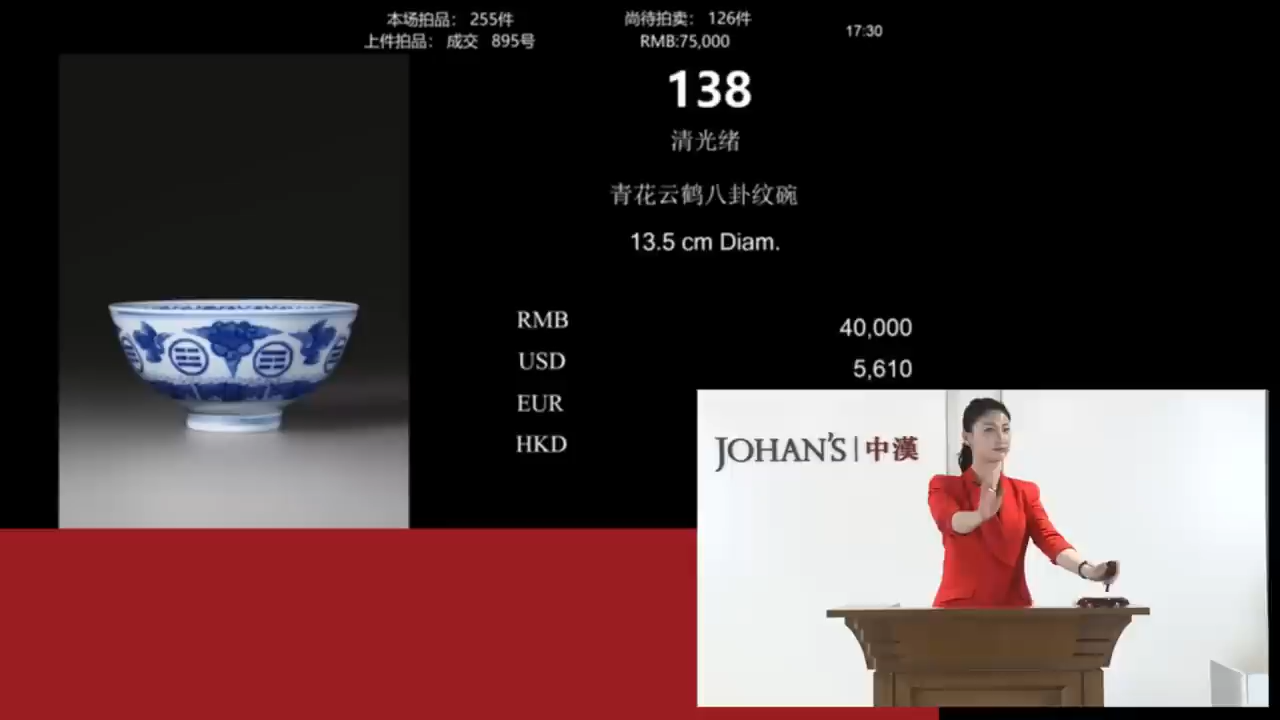 本场拍品： 255件
尚待拍卖： 126件
上件拍品： 成交 895号
RMB:75,000
17:30
138
清光绪
青花云鹤八卦纹碗
13.5 cm Diam.
RMB 40,000
USD 5,610
EUR
HKD
JOHAN'S | 中漢